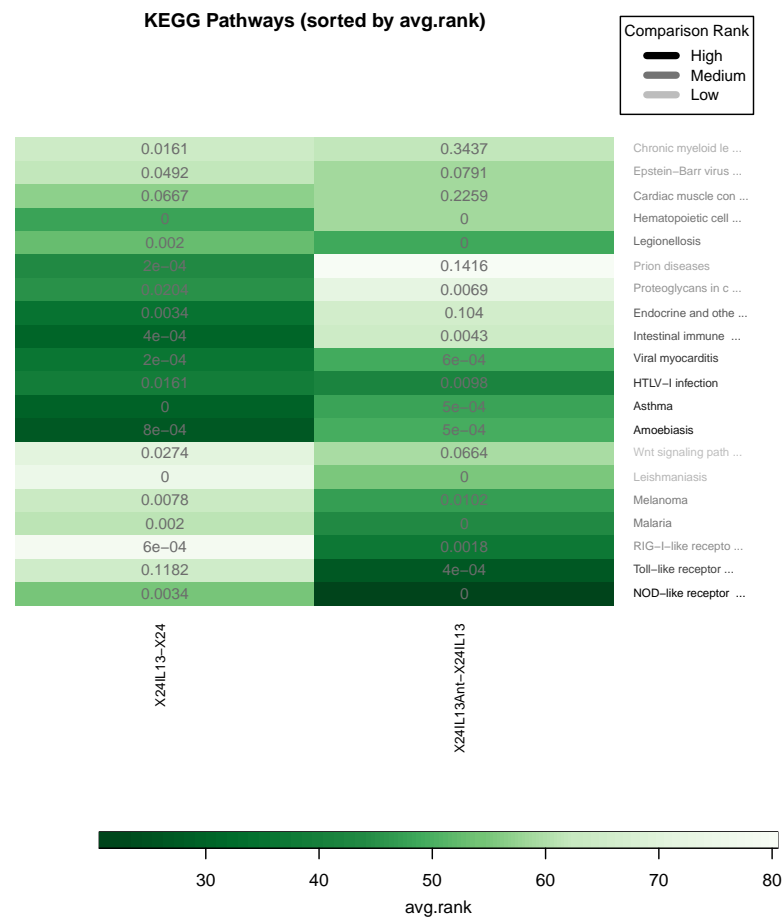 KEGG Pathways (sorted by avg.rank)
Comparison Rank
High
Medium
Low
0.0161 0.3437 Chronic myeloid le ...
0.0492 0.0791 Epstein−Barr virus ...
0.0667 0.2259 Cardiac muscle con ...
0 0 Hematopoietic cell ...
0.002 0 Legionellosis
2e−04 0.1416 Prion diseases
0.0069 Proteoglycans in c ...
0.0034 0.104 Endocrine and othe ...
4e−04 0.0043 Intestinal immune ...
2e−04 6e−04 Viral myocarditis
0.0161 0.0098 HTLV−I infection
0 5e−04 Asthma
8e−04 5e−04 Amoebiasis
0.0274 0.0664 Wnt signaling path ...
0 0 Leishmaniasis
0.0078 0.0102 Melanoma
0.002 0 Malaria
6e−04 0.0018 RIG−I−like recepto ...
0.1182 4e−04 Toll−like receptor ...
0.0034 0 NOD−like receptor ...
X24IL13−X24
X24IL13Ant−X24IL13
30 40 50 60 70 80
avg.rank